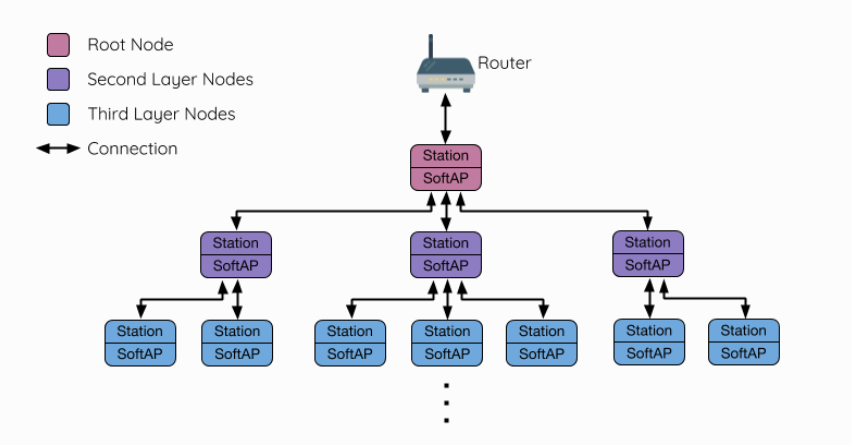 Root Node
Second Layer Nodes
Third Layer Nodes
Connection
Router
Station
SoftAP
Station
SoftAP
Station
SoftAP
Station
SoftAP
Station
SoftAP
Station
SoftAP
Station
SoftAP
Station
SoftAP
Station
SoftAP
Station
SoftAP
Station
SoftAP